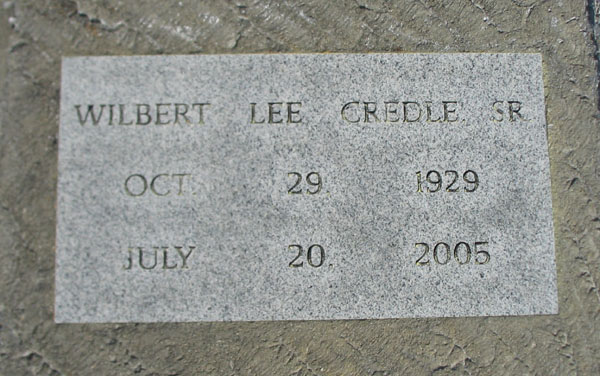 WILBERT LEE CREDLE SR
OCT. 29. 1929
JULY 20. 2005